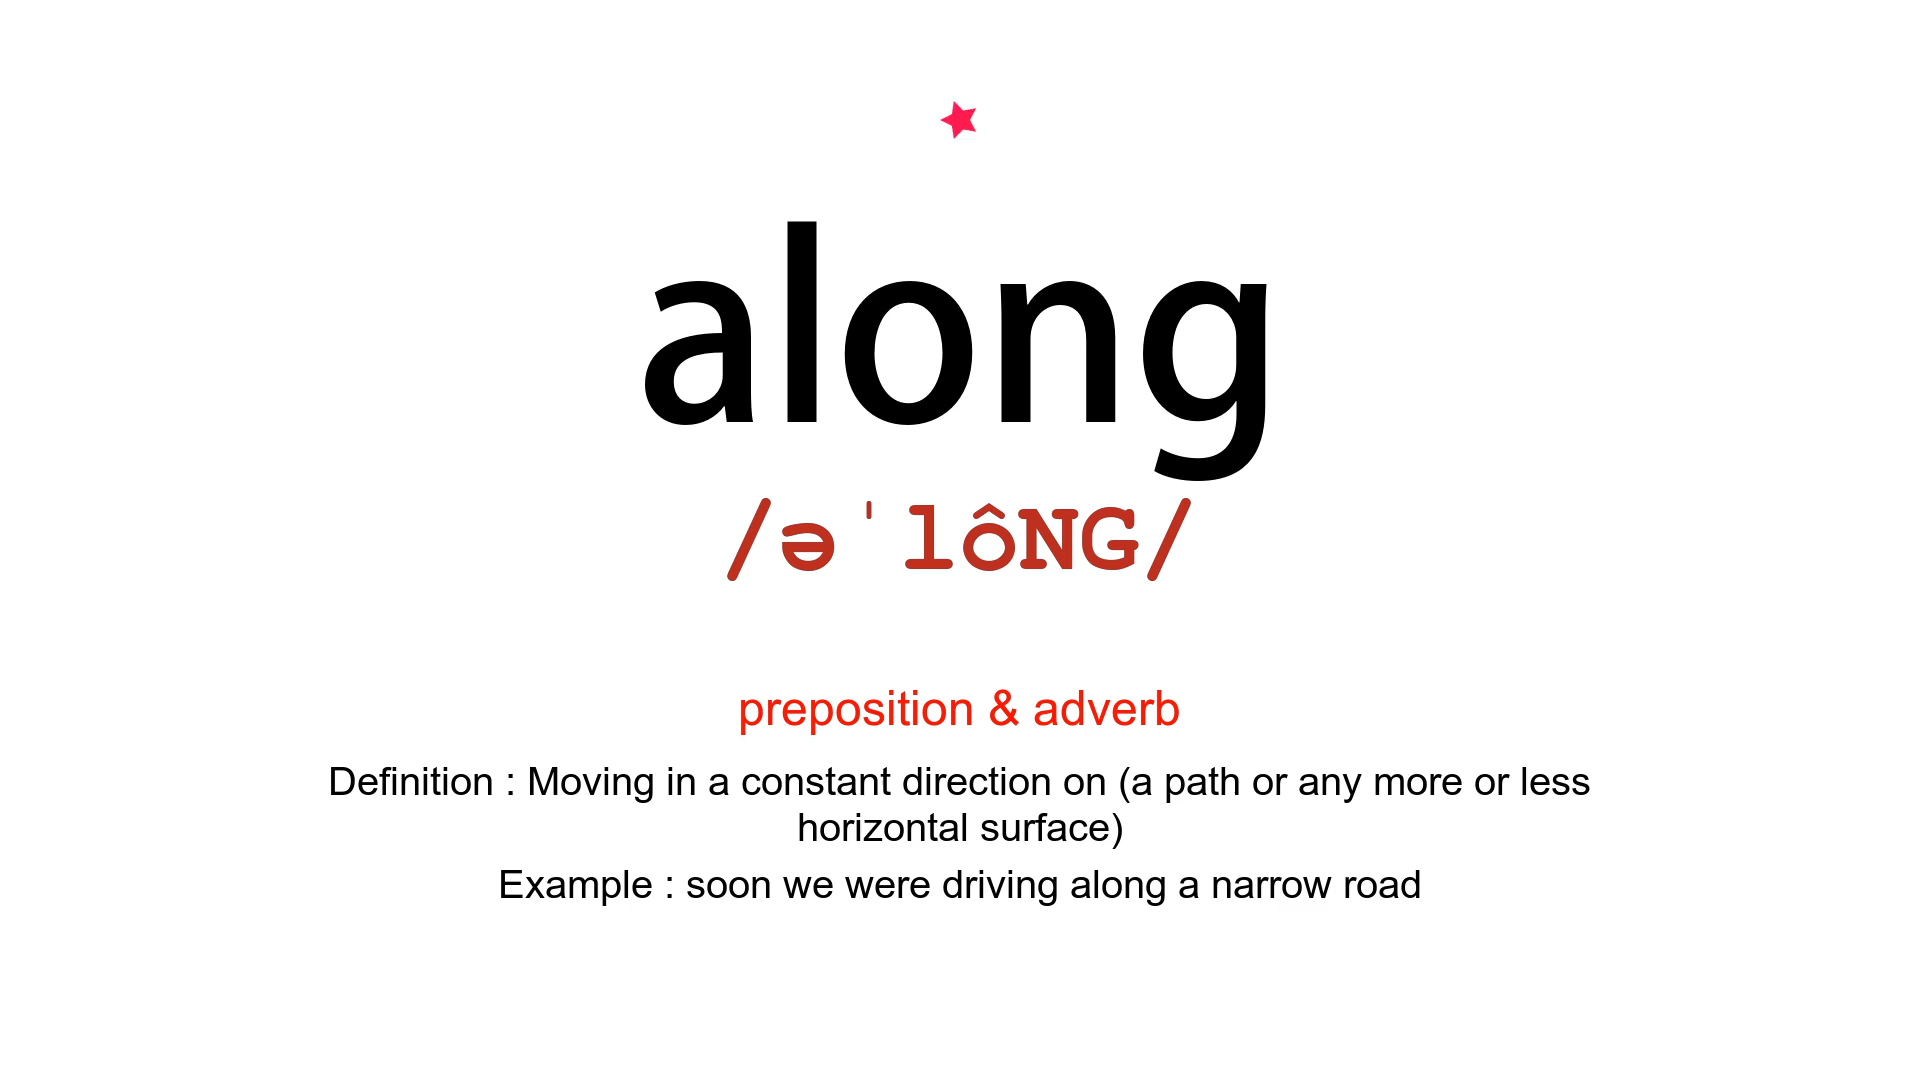 along
/əˈlôNG/
preposition & adverb
Definition : Moving in a constant direction on (a path or any more or less
horizontal surface)
Example : soon we were driving along a narrow road